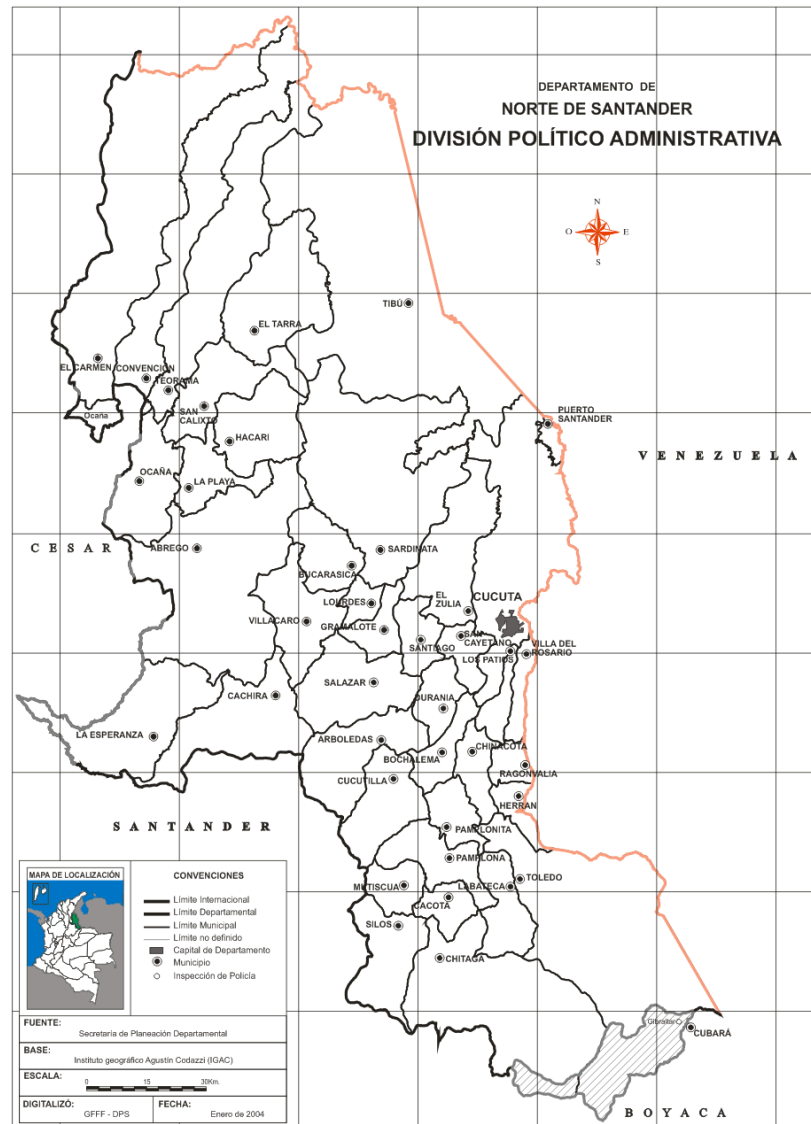 DEPARTAMENTO DE
NORTE DE SANTANDER
DIVISIÓN POLÍTICO ADMINISTRATIVA
N
O
E
S
TIBÚ
EL TARRA
EL CARMEN
CONVENCIÓN
TEORAMA
Ocaña
SAN
CALIXTO
PUERTO
SANTANDER
HACARI
VENEZUELA
OCAÑA
LA PLAYA
CESAR
ABREGO
SARDINATA
BUCARASICA
LOURDES
EL
ZULIA
CUCUTA
VILLACARO
GRAMALOTE
SANTIAGO
SAN
CAYETANO
VILLA DEL
ROSARIO
LOS PATIOS
SALAZAR
CACHIRA
DURANIA
LA ESPERANZA
ARBOLEDAS
BOCHALEMA
CHINACOTA
RAGONVALIA
CUCUTILLA
HERRAN
SANTANDER
PAMPLONITA
PAMPLONA
MUTISCUA
LABATECA
TOLEDO
CACOTA
SILOS
CHITAGA
Gibraltar
CUBARÁ
BOYACA
MAPA DE LOCALIZACIÓN
CONVENCIONES
Límite Internacional
Límite Departamental
Límite Municipal
Límite no definido
Capital de Departamento
Municipio
Inspección de Policía
FUENTE:
Secretaría de Planeación Departamental
BASE:
Instituto geográfico Agustín Codazzi (IGAC)
ESCALA:
0 15 30Km.
DIGITALIZÓ:
GFFF - DPS
FECHA:
Enero de 2004